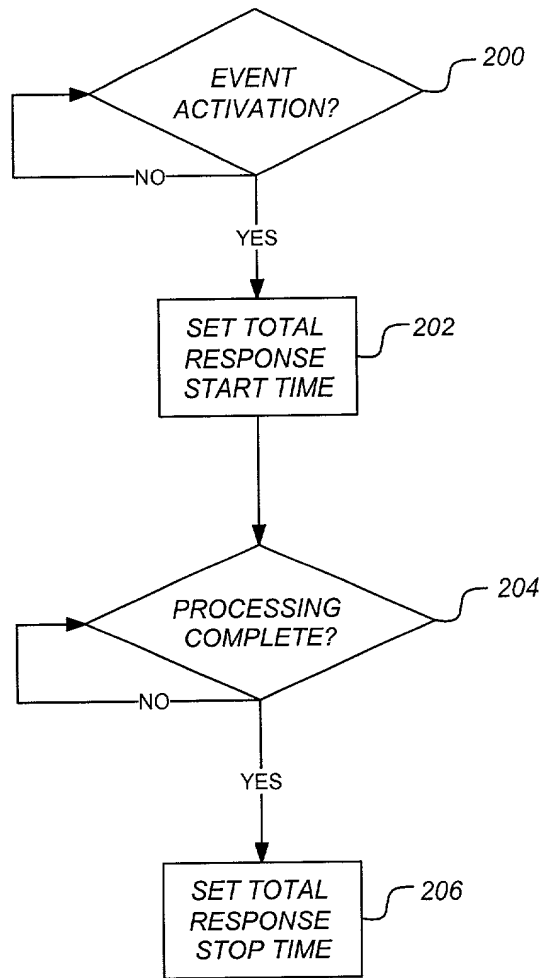 EVENT
ACTIVATION?
200
NO
YES
SET TOTAL
RESPONSE
START TIME
202
PROCESSING
COMPLETE?
204
NO
YES
SET TOTAL
RESPONSE
STOP TIME
206